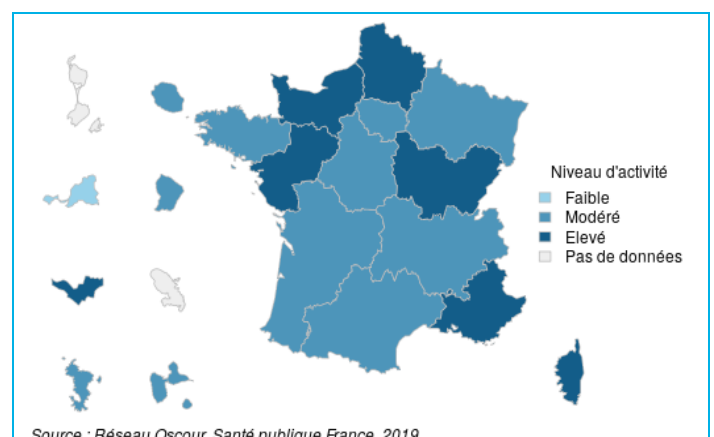 Niveau d'activité
Faible
Modéré
Elevé
Pas de données
Source : Réseau Oscour, Santé publique France, 2019